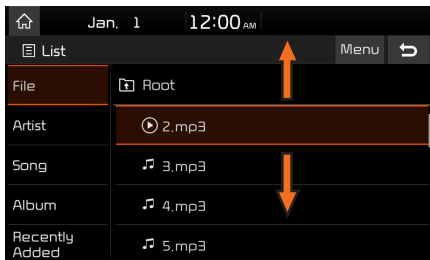 Jan. 1 12:00 AM
List Menu
File Root
Artist 2.mp3
Song 3.mp3
Album 4.mp3
Recently
Added 5.mp3